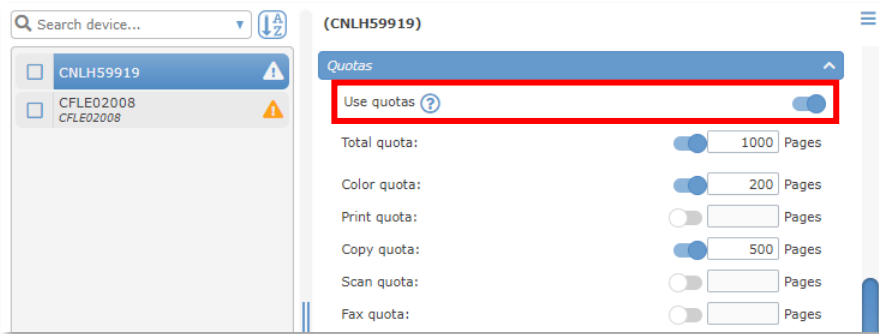 Search device...
A
Z
CNLH59919
CFLE02008
CFLE02008
(CNLH59919)
Quotas
Use quotas ?
Total quota: 1000 Pages
Color quota: 200 Pages
Print quota: Pages
Copy quota: 500 Pages
Scan quota: Pages
Fax quota: Pages